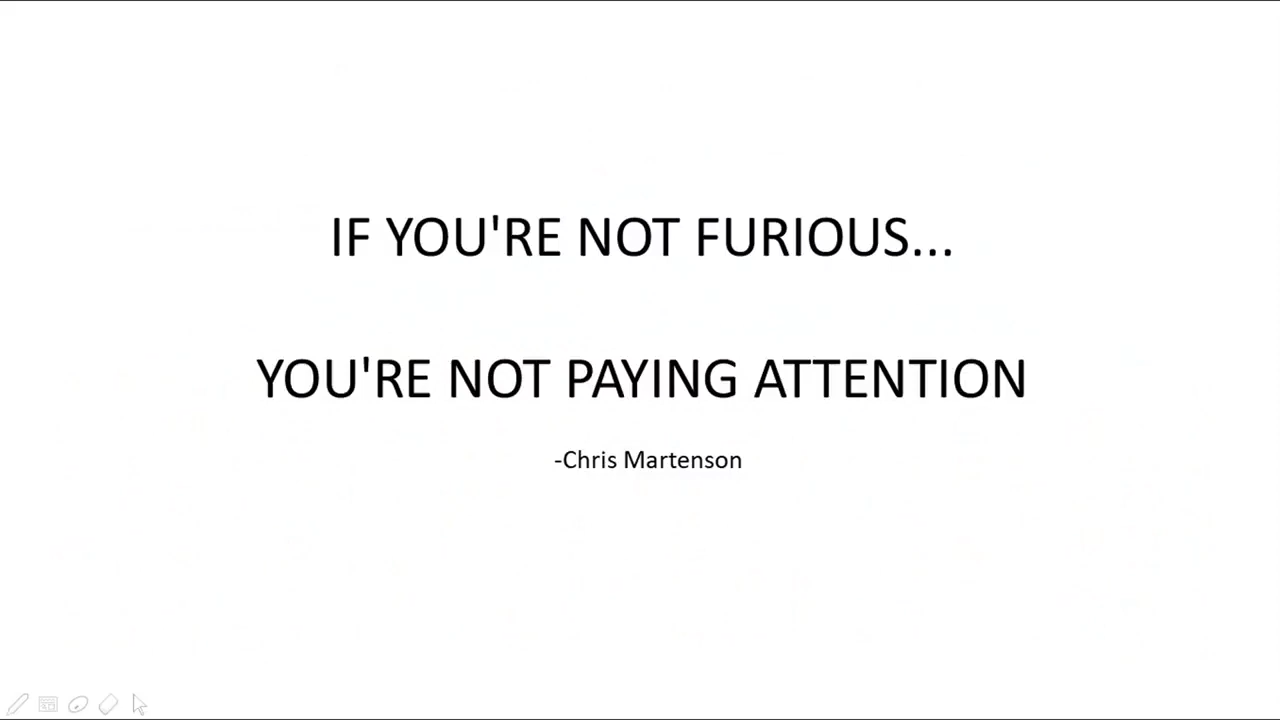 IF YOU'RE NOT FURIOUS...
YOU'RE NOT PAYING ATTENTION
-Chris Martenson